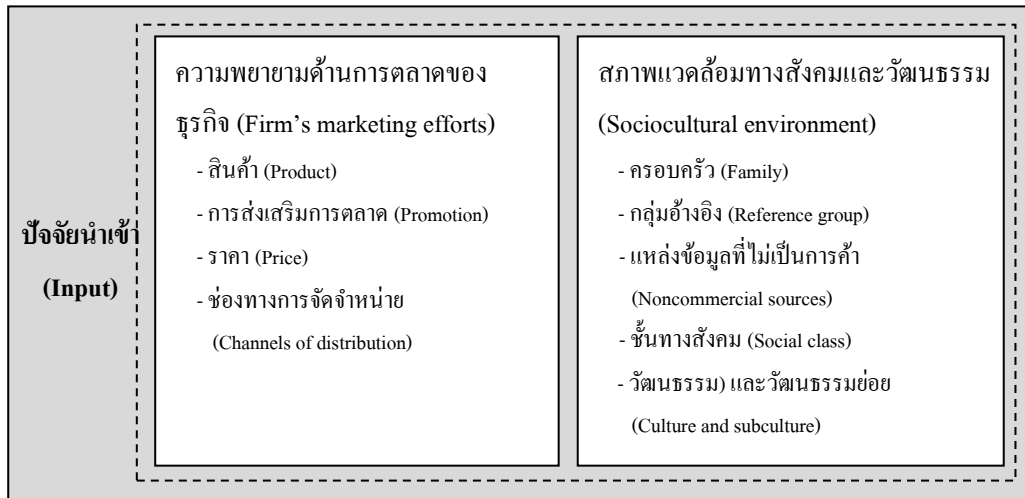 ปัจจัยนำเข้า
(Input)
ความพยายามด้านการตลาดของ
ธุรกิจ (Firm's marketing efforts)
- สินค้า (Product)
- การส่งเสริมการตลาด (Promotion)
- ราคา (Price)
- ช่องทางการจัดจำหน่าย
(Channels of distribution)
สภาพแวดล้อมทางสังคมและวัฒนธรรม
(Sociocultural environment)
- ครอบครัว (Family)
- กลุ่มอ้างอิง (Reference group)
- แหล่งข้อมูลที่ไม่เป็นการค้า
(Noncommercial sources)
- ชั้นทางสังคม (Social class)
- วัฒนธรรม) และวัฒนธรรมย่อย
(Culture and subculture)